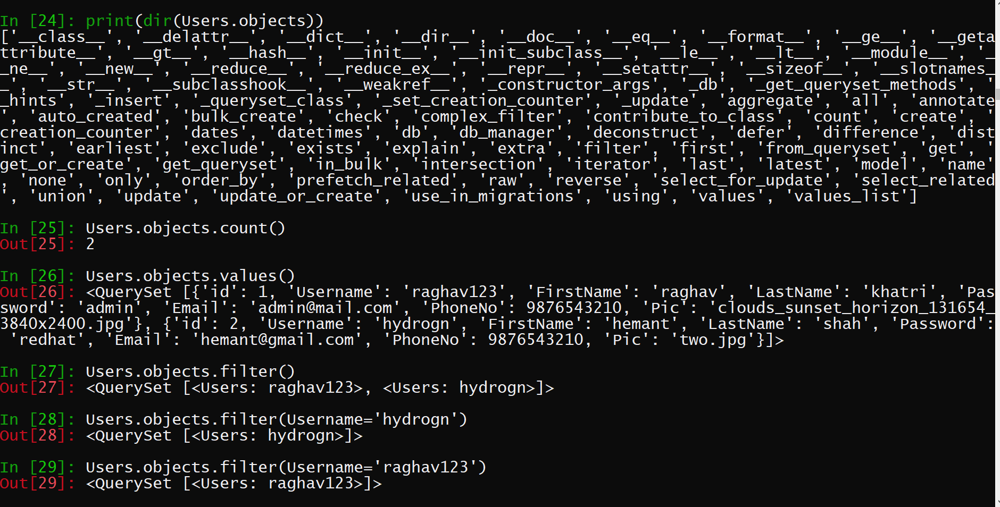 In [24]: print(dir(Users.objects))
['__class__', '__delattr__', '__dict__', '__dir__', '__doc__', '__eq__', '__format__', '__ge__', '__geta
ttribute__', '__gt__', '__hash__', '__init__', '__init_subclass__', '__le__', '__lt__', '__module__', '_
_ne__', '__new__', '__reduce__', '__reduce_ex__', '__repr__', '__setattr__', '__sizeof__', '__slotnames_
_', '__str__', '__subclasshook__', '__weakref__', '_constructor_args', '_db', '_get_queryset_methods', '
_hints', '_insert', '_queryset_class', '_set_creation_counter', '_update', 'aggregate', 'all', 'annotate
', 'auto_created', 'bulk_create', 'check', 'complex_filter', 'contribute_to_class', 'count', 'create', '
creation_counter', 'dates', 'datetimes', 'db', 'db_manager', 'deconstruct', 'defer', 'difference', 'dist
inct', 'earliest', 'exclude', 'exists', 'explain', 'extra', 'filter', 'first', 'from_queryset', 'get', '
get_or_create', 'get_queryset', 'in_bulk', 'intersection', 'iterator', 'last', 'latest', 'model', 'name'
, 'none', 'only', 'order_by', 'prefetch_related', 'raw', 'reverse', 'select_for_update', 'select_related
', 'union', 'update', 'update_or_create', 'use_in_migrations', 'using', 'values', 'values_list']
In [25]: Users.objects.count()
Out[25]: 2
In [26]: Users.objects.values()
Out[26]: <QuerySet [{'id': 1, 'Username': 'raghav123', 'FirstName': 'raghav', 'LastName': 'khatri', 'Pas
sword': 'admin', 'Email': 'admin@mail.com', 'PhoneNo': 9876543210, 'Pic': 'clouds_sunset_horizon_131654_
3840x2400.jpg'}, {'id': 2, 'Username': 'hydrogn', 'FirstName': 'hemant', 'LastName': 'shah', 'Password':
 'redhat', 'Email': 'hemant@gmail.com', 'PhoneNo': 9876543210, 'Pic': 'two.jpg'}]>
In [27]: Users.objects.filter()
Out[27]: <QuerySet [<Users: raghav123>, <Users: hydrogn>]>
In [28]: Users.objects.filter(Username='hydrogn')
Out[28]: <QuerySet [<Users: hydrogn>]>
In [29]: Users.objects.filter(Username='raghav123')
Out[29]: <QuerySet [<Users: raghav123>]>